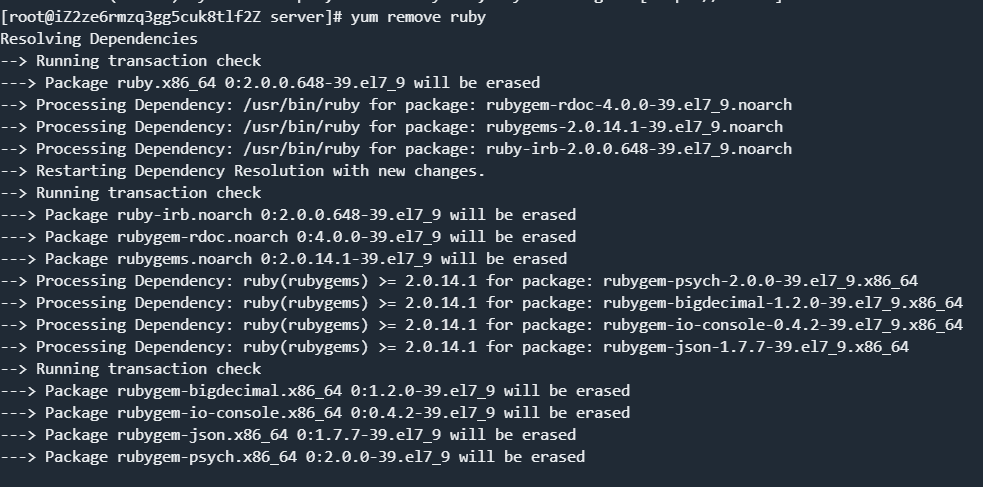 [root@iZ2ze6rmzq3gg5cuk8tlf2Z server]# yum remove ruby
Resolving Dependencies
--> Running transaction check
---> Package ruby.x86_64 0:2.0.0.648-39.el7_9 will be erased
--> Processing Dependency: /usr/bin/ruby for package: rubygem-rdoc-4.0.0-39.el7_9.noarch
--> Processing Dependency: /usr/bin/ruby for package: rubygems-2.0.14.1-39.el7_9.noarch
--> Processing Dependency: /usr/bin/ruby for package: ruby-irb-2.0.0.648-39.el7_9.noarch
--> Restarting Dependency Resolution with new changes.
--> Running transaction check
---> Package ruby-irb.noarch 0:2.0.0.648-39.el7_9 will be erased
---> Package rubygem-rdoc.noarch 0:4.0.0-39.el7_9 will be erased
---> Package rubygems.noarch 0:2.0.14.1-39.el7_9 will be erased
--> Processing Dependency: ruby(rubygems) >= 2.0.14.1 for package: rubygem-psych-2.0.0-39.el7_9.x86_64
--> Processing Dependency: ruby(rubygems) >= 2.0.14.1 for package: rubygem-bigdecimal-1.2.0-39.el7_9.x86_64
--> Processing Dependency: ruby(rubygems) >= 2.0.14.1 for package: rubygem-io-console-0.4.2-39.el7_9.x86_64
--> Processing Dependency: ruby(rubygems) >= 2.0.14.1 for package: rubygem-json-1.7.7-39.el7_9.x86_64
--> Running transaction check
---> Package rubygem-bigdecimal.x86_64 0:1.2.0-39.el7_9 will be erased
---> Package rubygem-io-console.x86_64 0:0.4.2-39.el7_9 will be erased
---> Package rubygem-json.x86_64 0:1.7.7-39.el7_9 will be erased
---> Package rubygem-psych.x86_64 0:2.0.0-39.el7_9 will be erased